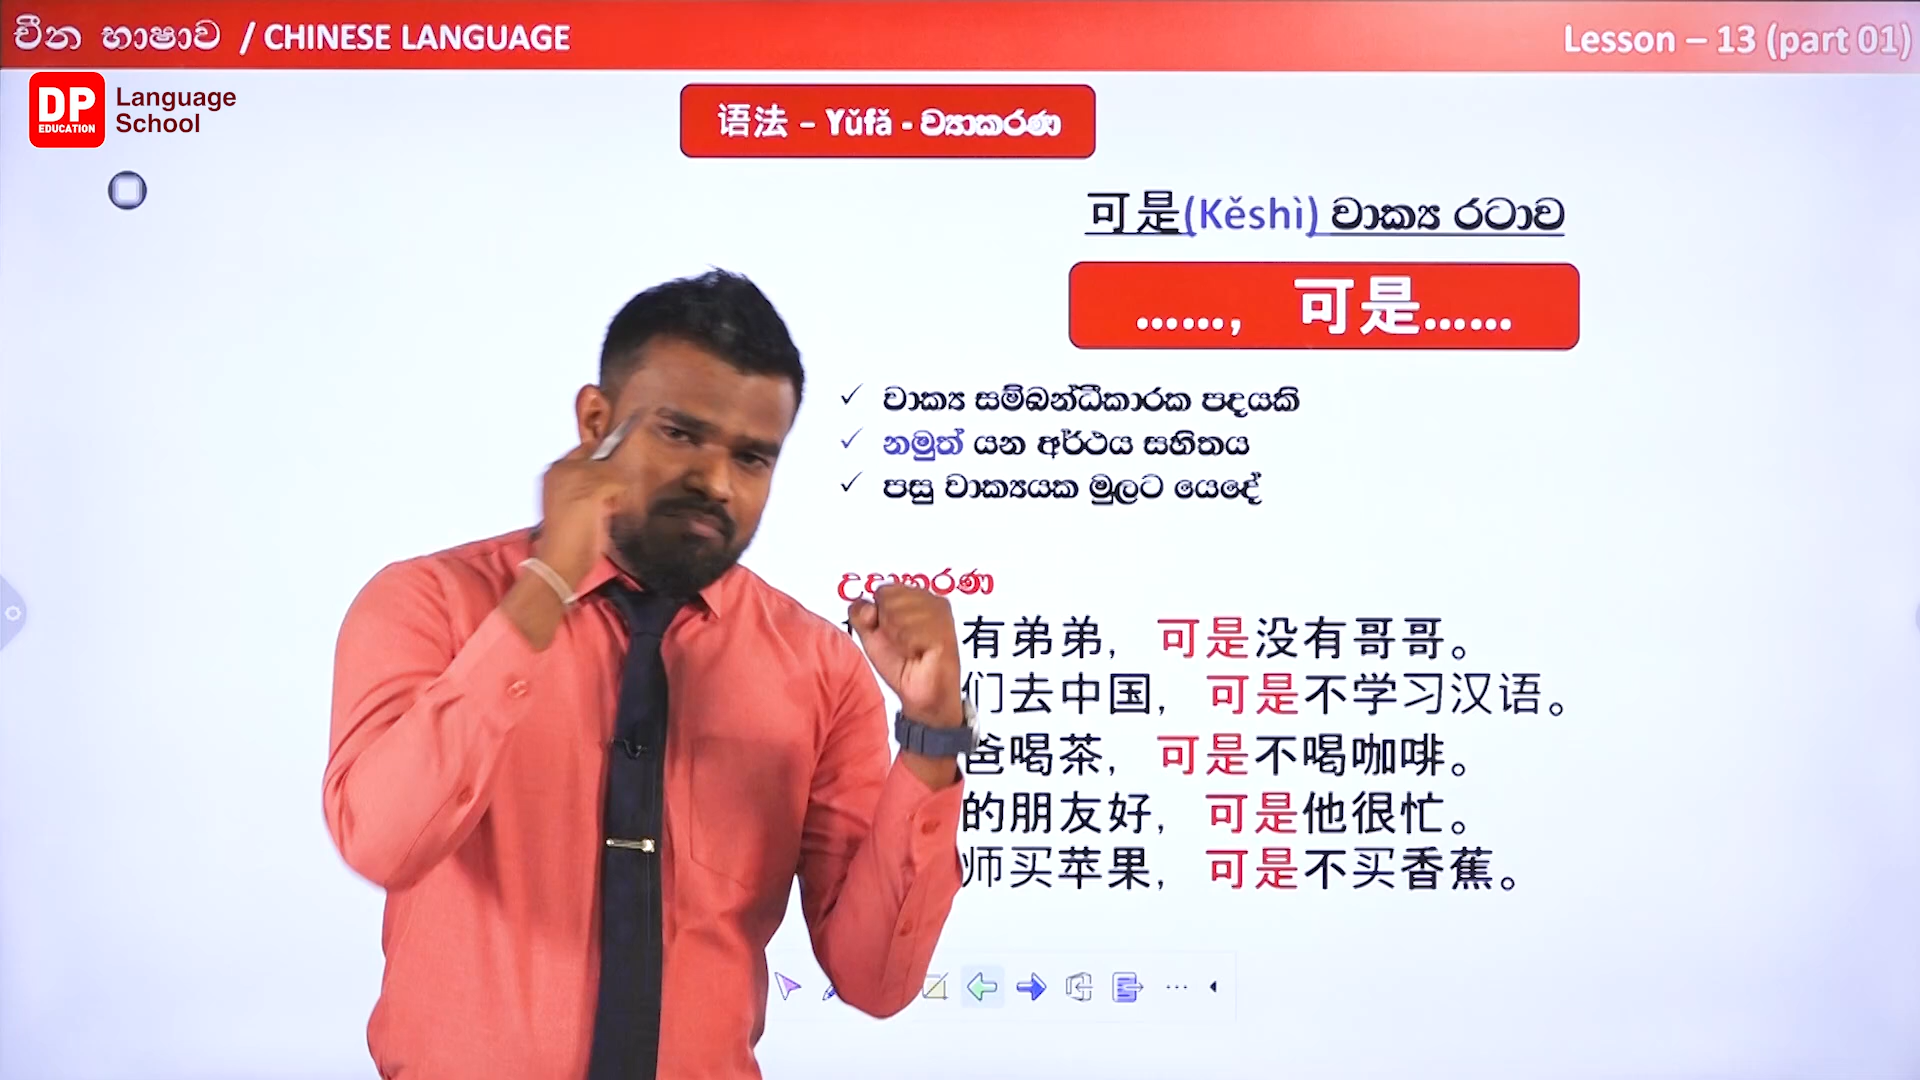 චීන භාෂාව / CHINESE LANGUAGE
Lesson – 13 (part 01)
DP
EDUCATION
Language
School
语法 – Yǔfǎ - ව්‍යාකරණ
可是(Kěshì) වාක්‍ය රටාව
……， 可是……
✓ වාක්‍ය සම්බන්ධීකාරක පදයකි
✓ නමුත් යන අර්ථය සහිතය
✓ පසු වාක්‍යයක මුලට යෙදේ
උදාහරණ
有弟弟，可是没有哥哥。
们去中国，可是不学习汉语。
爸喝茶，可是不喝咖啡。
的朋友好，可是他很忙。
师买苹果，可是不买香蕉。